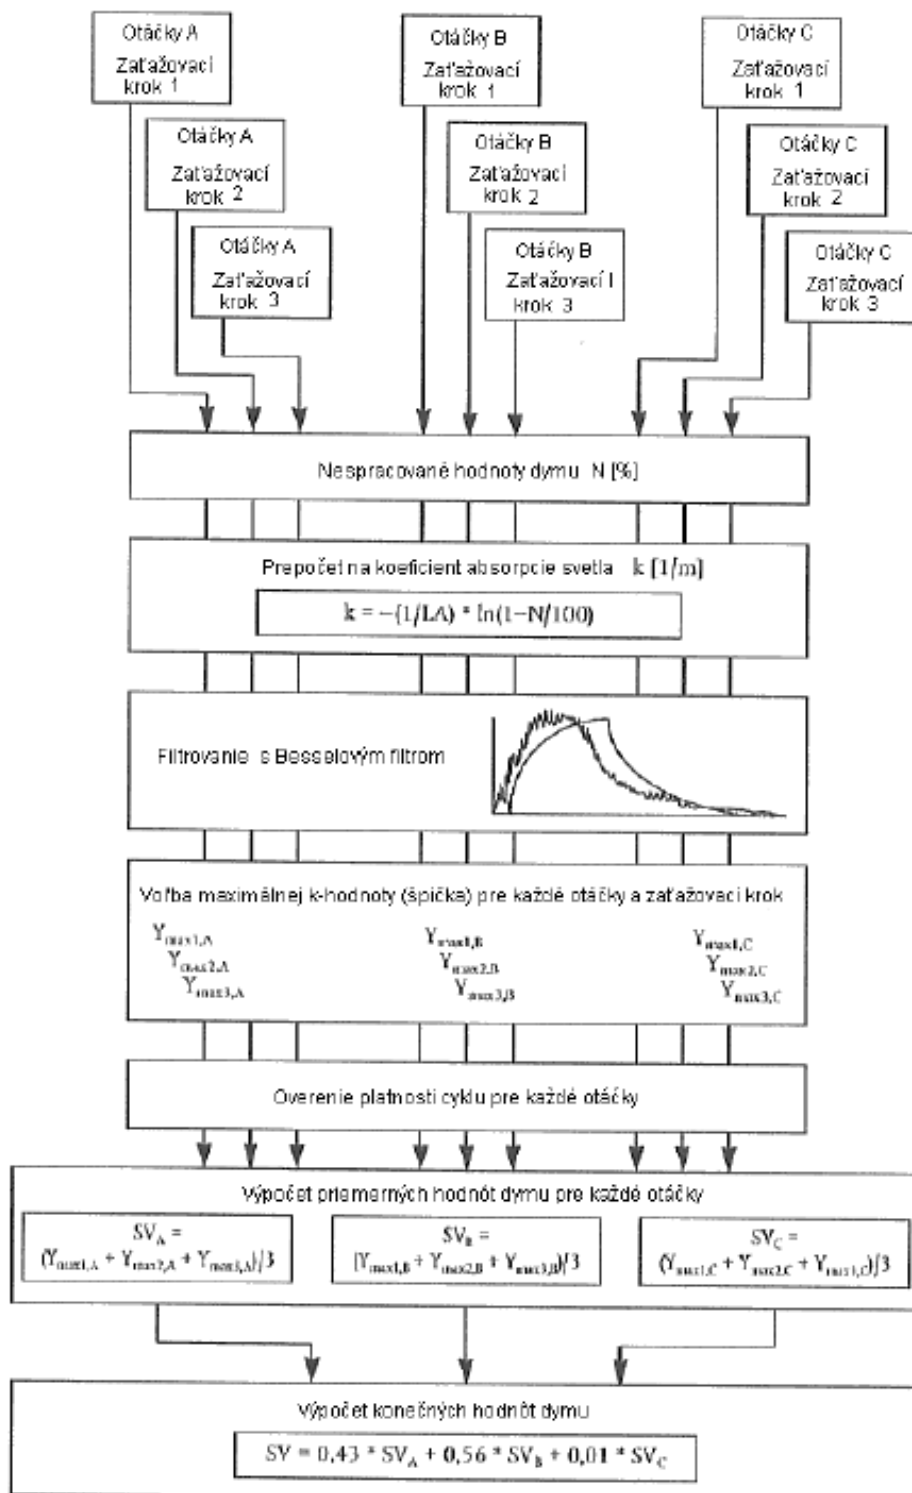 Otáčky A
Zaťažovací
krok 1
Otáčky B
Zaťažovací
krok 1
Otáčky C
Zaťažovací
krok 1
Otáčky A
Zaťažovací
krok 2
Otáčky B
Zaťažovací
krok 2
Otáčky C
Zaťažovací
krok 2
Otáčky A
Zaťažovací
krok 3
Otáčky B
Zaťažovací l
krok 3
Otáčky C
Zaťažovací
krok 3
Nespracované hodnoty dymu N [%]
Prepočet na koeficient absorpcie svetla k [1/m]
k = −(1/LA) * ln(1−N/100)
Filtrovanie s Besselovým filtrom
Voľba maximálnej k-hodnoty (špička) pre každé otáčky a zaťažovací krok
Ymax1,A Ymax1,B Ymax1,C
Ymax2,A Ymax2,B Ymax2,C
Ymax3,A Ymax3,B Ymax3,C
Overenie platnosti cyklu pre každé otáčky
Výpočet priemerných hodnôt dymu pre každé otáčky
SVA =
(Ymax1,A + Ymax2,A + Ymax3,A)/3
SVB =
(Ymax1,B + Ymax2,B + Ymax3,B)/3
SVC =
(Ymax1,C + Ymax2,C + Ymax3,C)/3
Výpočet konečných hodnôt dymu
SV = 0,43 * SVA + 0,56 * SVB + 0,01 * SVC